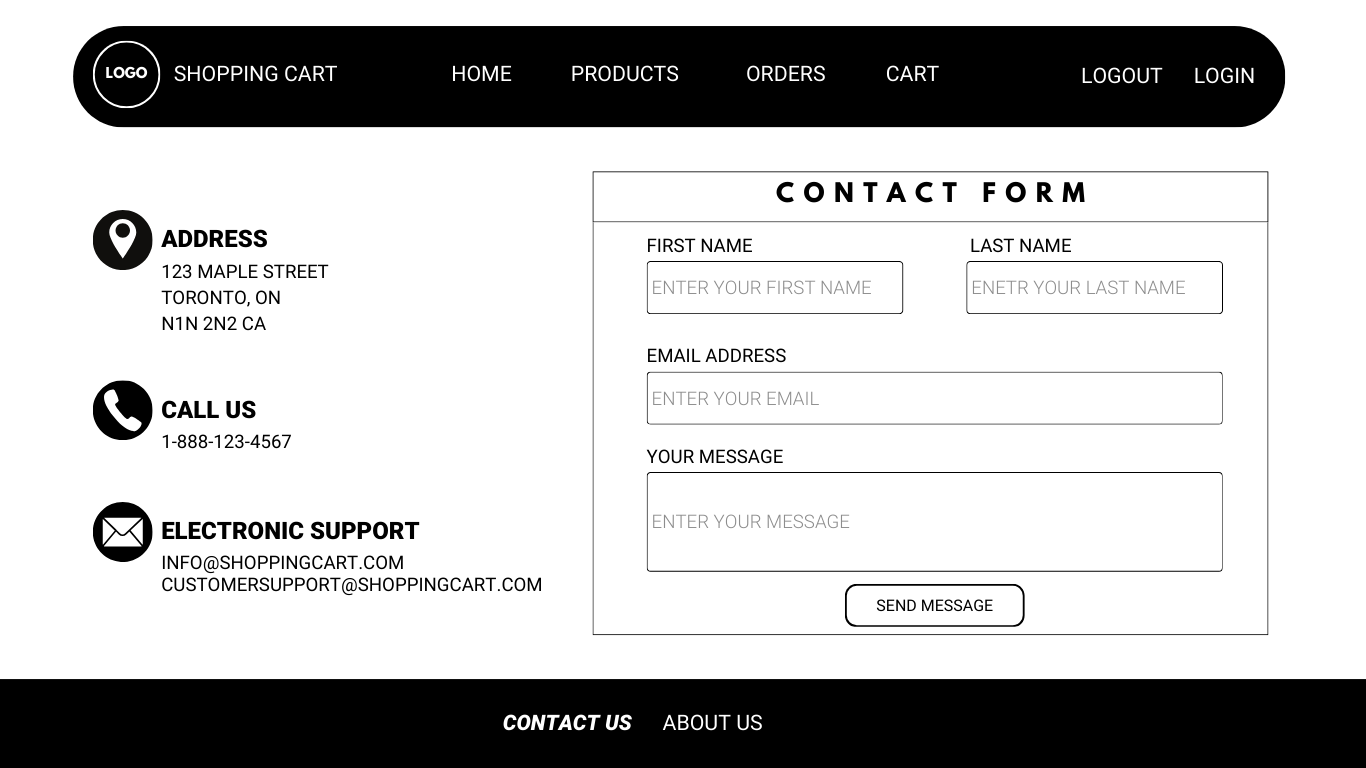 LOGO SHOPPING CART HOME PRODUCTS ORDERS CART LOGOUT LOGIN
ADDRESS
123 MAPLE STREET
TORONTO, ON
N1N 2N2 CA
CALL US
1-888-123-4567
ELECTRONIC SUPPORT
INFO@SHOPPINGCART.COM
CUSTOMERSUPPORT@SHOPPINGCART.COM
CONTACT FORM
FIRST NAME LAST NAME
ENTER YOUR FIRST NAME ENETR YOUR LAST NAME
EMAIL ADDRESS
ENTER YOUR EMAIL
YOUR MESSAGE
ENTER YOUR MESSAGE
SEND MESSAGE
CONTACT US ABOUT US